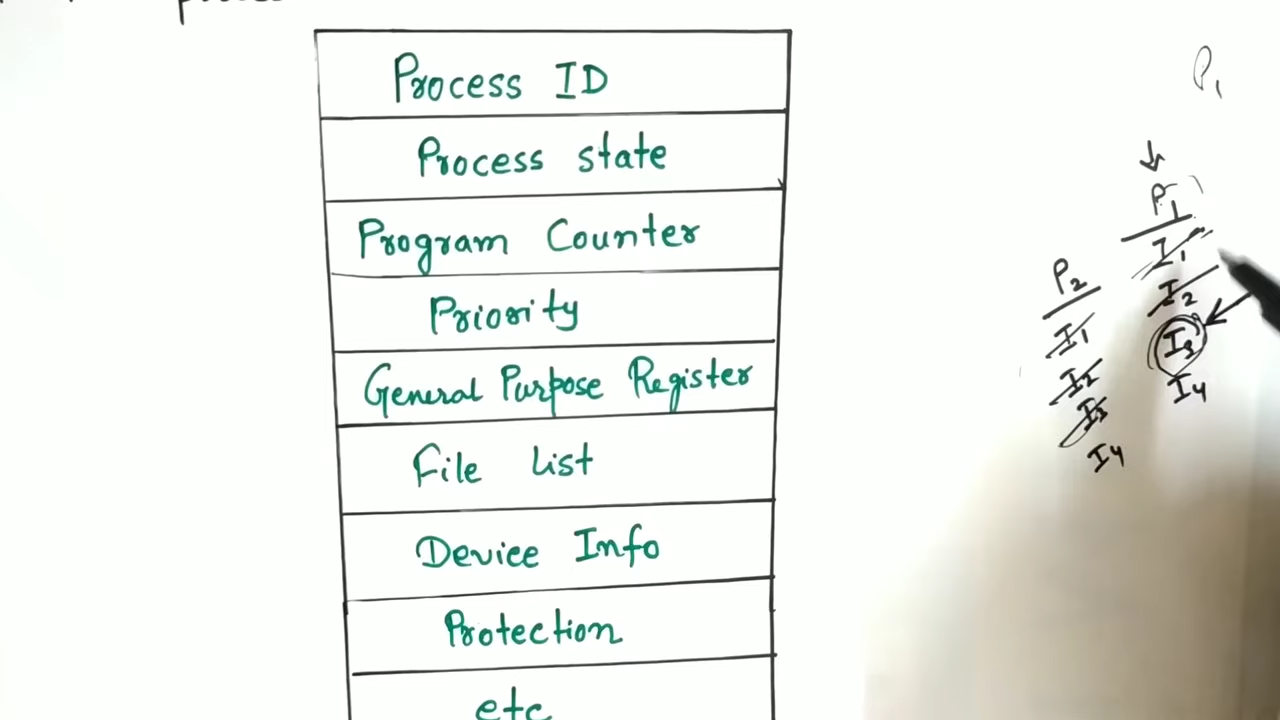 Process ID
Process state
Program Counter
Priority
General Purpose Register
File List
Device Info
Protection
etc
P1
P1
I1
I2
I3
I4
P2
I1
I2
I3
I4